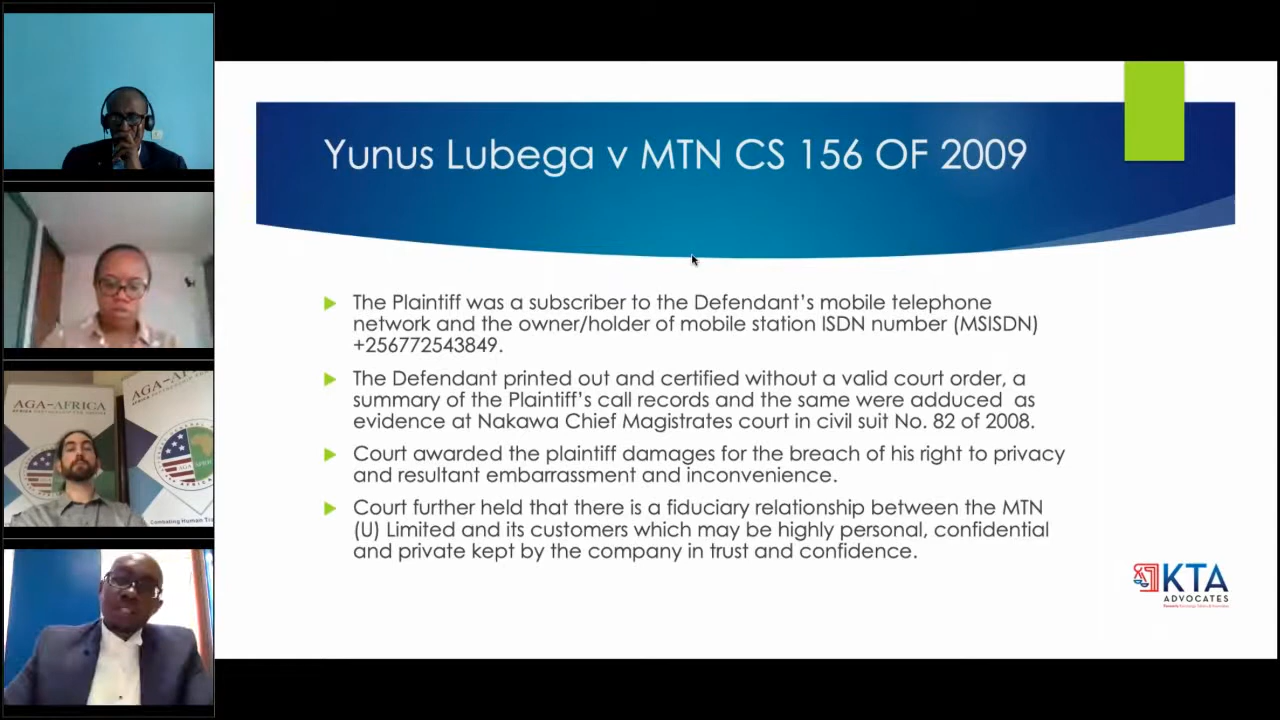 Yunus Lubega v MTN CS 156 OF 2009
The Plaintiff was a subscriber to the Defendant's mobile telephone
network and the owner/holder of mobile station ISDN number (MSISDN)
+256772543849.
The Defendant printed out and certified without a valid court order, a
summary of the Plaintiff's call records and the same were adduced as
evidence at Nakawa Chief Magistrates court in civil suit No. 82 of 2008.
Court awarded the plaintiff damages for the breach of his right to privacy
and resultant embarrassment and inconvenience.
Court further held that there is a fiduciary relationship between the MTN
(U) Limited and its customers which may be highly personal, confidential
and private kept by the company in trust and confidence.
KTA
ADVOCATES
AGA-AFRICA
AGA-AF
Combating Human Tr